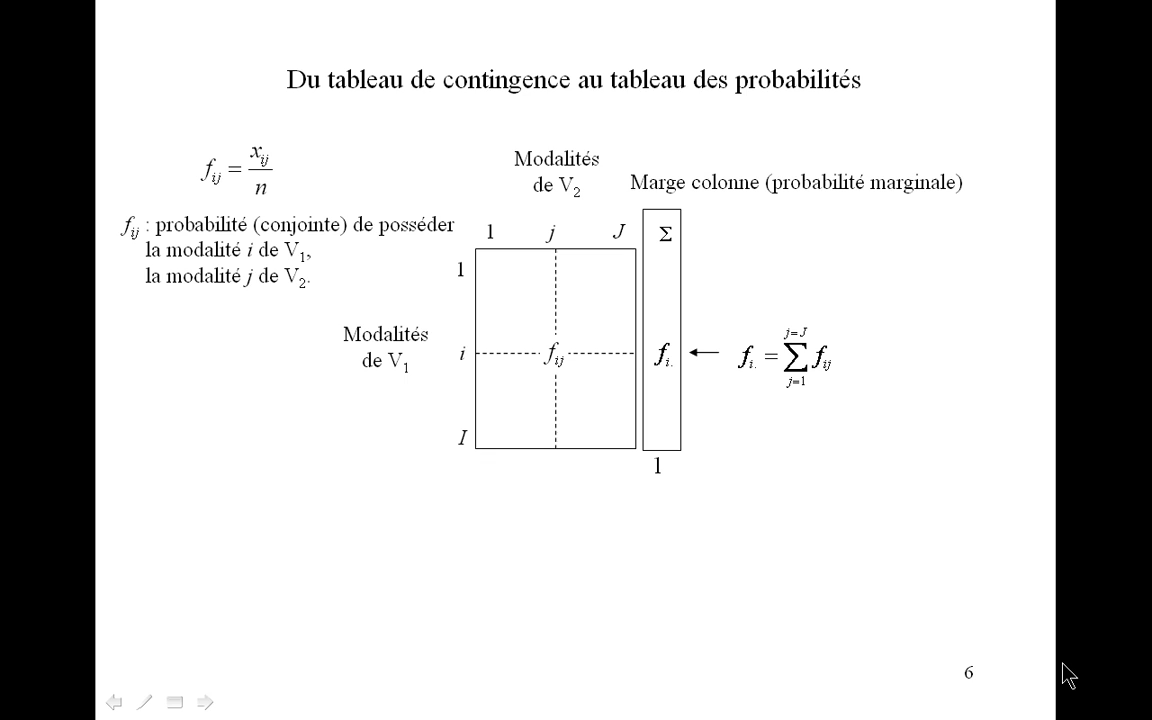 Du tableau de contingence au tableau des probabilités
f_ij = x_ij / n
f_ij : probabilité (conjointe) de posséder
la modalité i de V₁,
la modalité j de V₂.
Modalités
de V₂
Marge colonne (probabilité marginale)
1 j J Σ
1
Modalités
de V₁
i f_ij f_i. ← f_i. = ∑_{j=1}^{j=J} f_ij
I
1
6